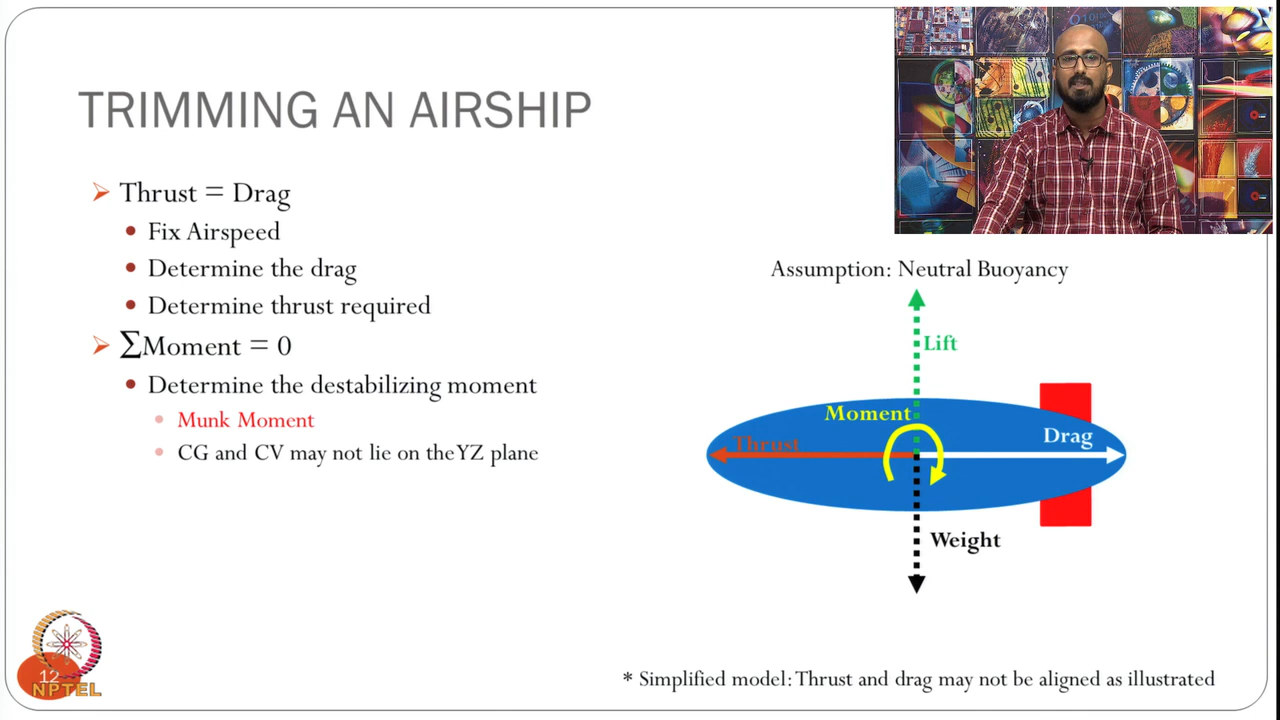 TRIMMING AN AIRSHIP
Thrust = Drag
Fix Airspeed
Determine the drag
Determine thrust required
∑Moment = 0
Determine the destabilizing moment
Munk Moment
CG and CV may not lie on the YZ plane
Assumption: Neutral Buoyancy
Lift
Moment
Thrust
Drag
Weight
* Simplified model: Thrust and drag may not be aligned as illustrated
12
NPTEL